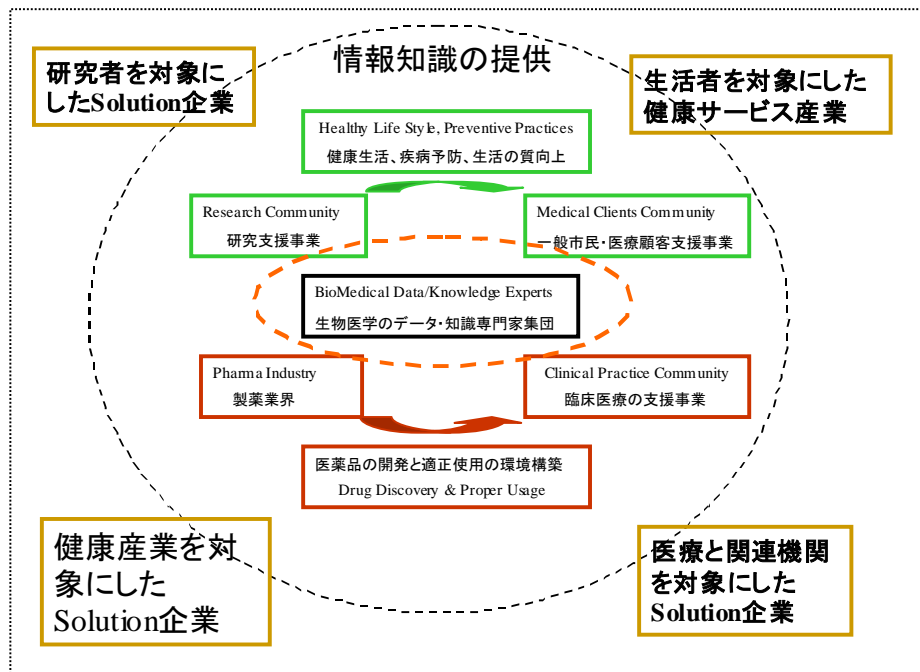 情報知識の提供
研究者を対象に
したSolution企業
生活者を対象にした
健康サービス産業
Healthy Life Style, Preventive Practices
健康生活、疾病予防、生活の質向上
Research Community
研究支援事業
Medical Clients Community
一般市民・医療顧客支援事業
BioMedical Data/Knowledge Experts
生物医学のデータ・知識専門家集団
Pharma Industry
製薬業界
Clinical Practice Community
臨床医療の支援事業
医薬品の開発と適正使用の環境構築
Drug Discovery & Proper Usage
健康産業を対
象にした
Solution企業
医療と関連機関
を対象にした
Solution企業